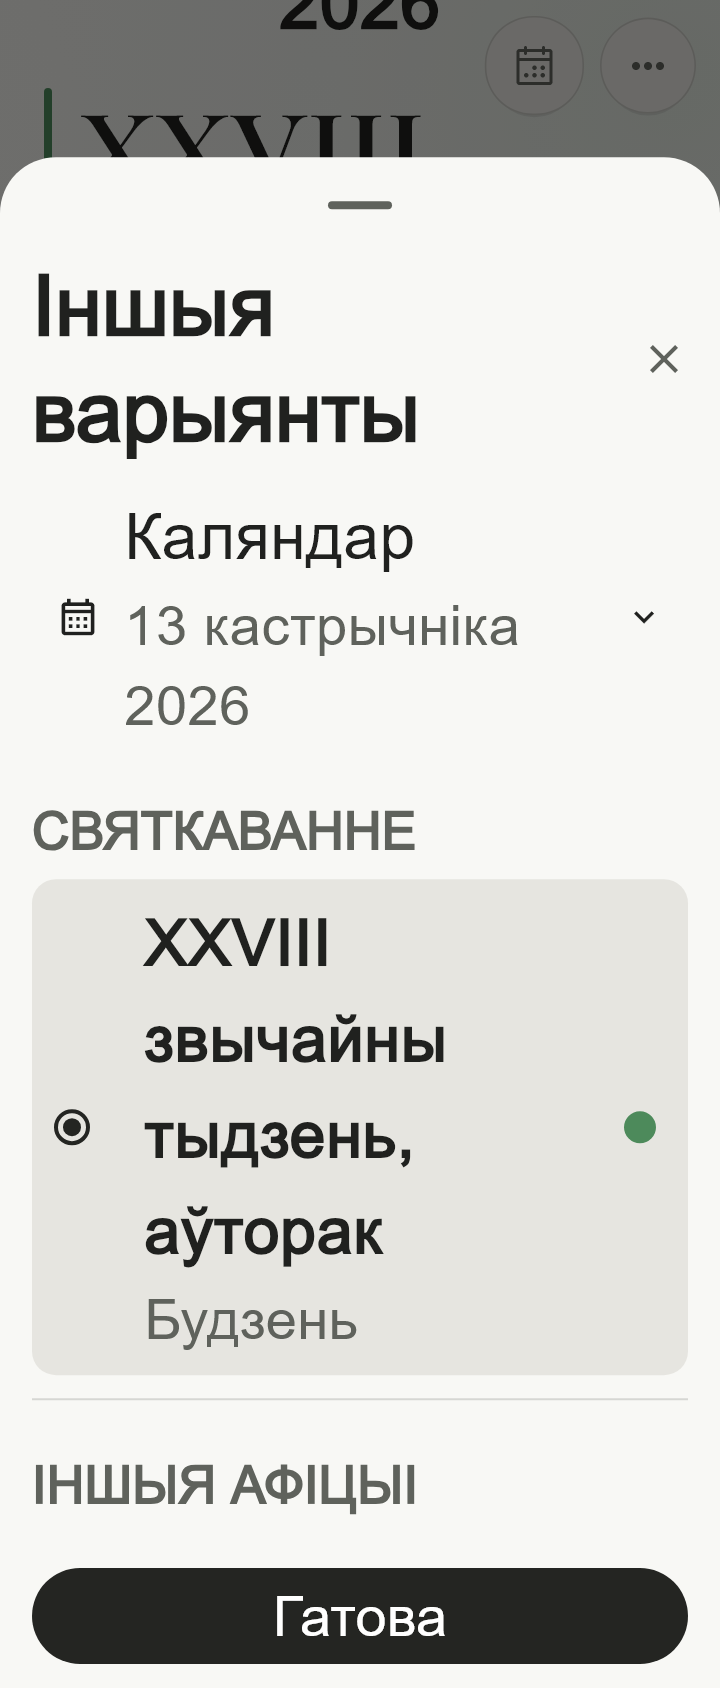 2026
XXVIII
Іншыя
варыянты
Каляндар
13 кастрычніка
2026
СВЯТКАВАННЕ
XXVIII
звычайны
тыдзень,
аўторак
Будзень
ІНШЫЯ АФІЦЫІ
Гатова